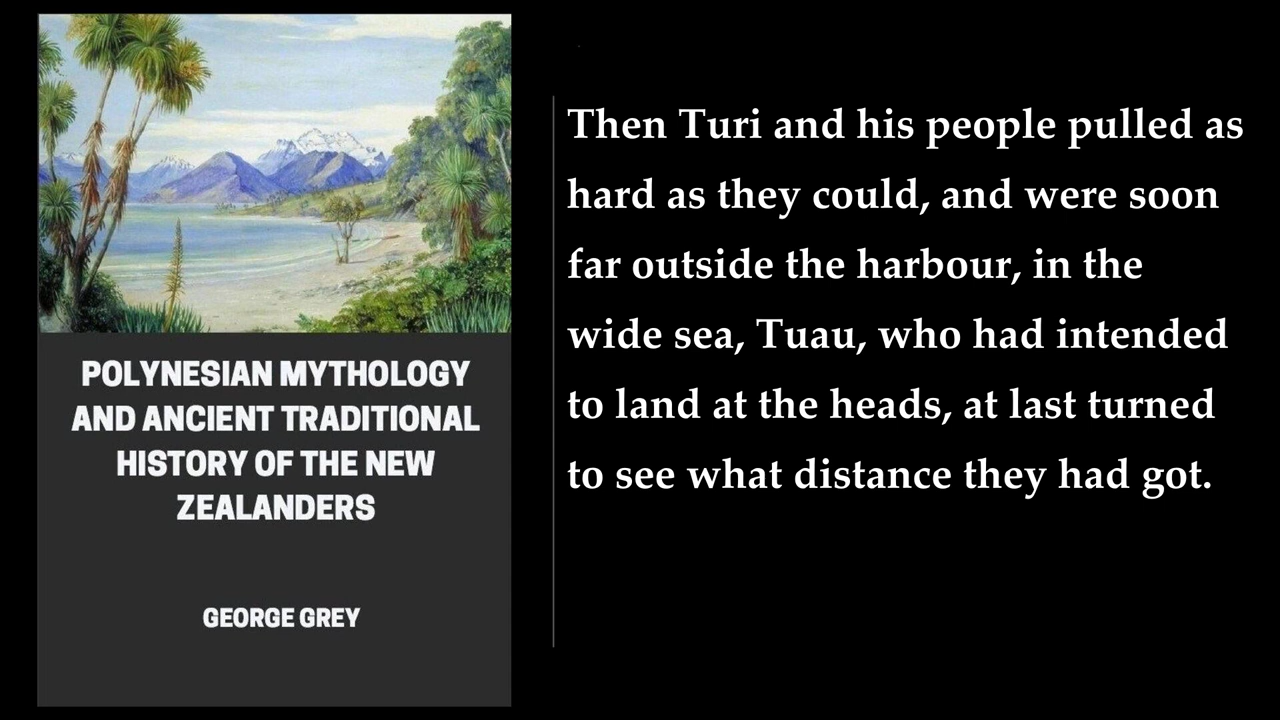 POLYNESIAN MYTHOLOGY
AND ANCIENT TRADITIONAL
HISTORY OF THE NEW
ZEALANDERS
GEORGE GREY
Then Turi and his people pulled as
hard as they could, and were soon
far outside the harbour, in the
wide sea, Tuau, who had intended
to land at the heads, at last turned
to see what distance they had got.